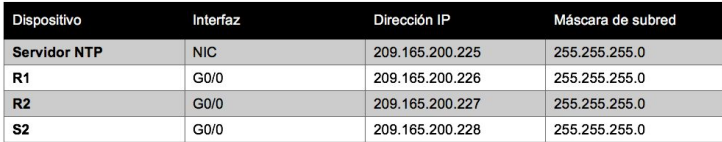 Dispositivo Interfaz Dirección IP Máscara de subred
Servidor NTP NIC 209.165.200.225 255.255.255.0
R1 G0/0 209.165.200.226 255.255.255.0
R2 G0/0 209.165.200.227 255.255.255.0
S2 G0/0 209.165.200.228 255.255.255.0